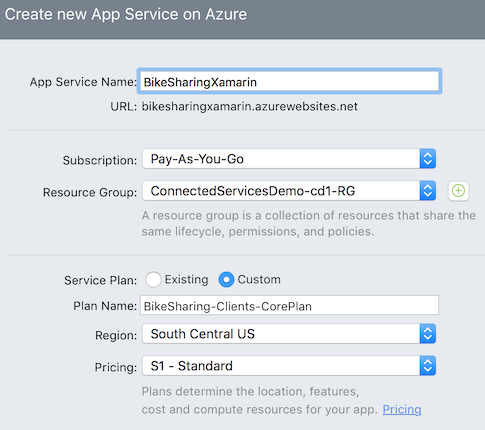 Create new App Service on Azure
App Service Name: BikeSharingXamarin
URL: bikesharingxamarin.azurewebsites.net
Subscription: Pay-As-You-Go
Resource Group: ConnectedServicesDemo-cd1-RG
A resource group is a collection of resources that share the
same lifecycle, permissions, and policies.
Service Plan: Existing Custom
Plan Name: BikeSharing-Clients-CorePlan
Region: South Central US
Pricing: S1 - Standard
Plans determine the location, features,
cost and compute resources for your app. Pricing